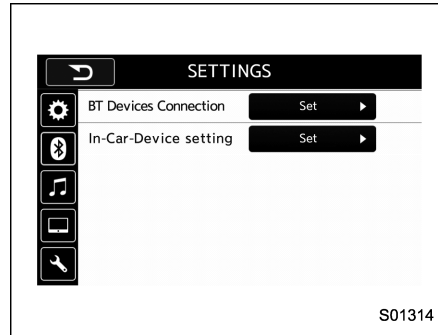 SETTINGS
BT Devices Connection Set
In-Car-Device setting Set
S01314